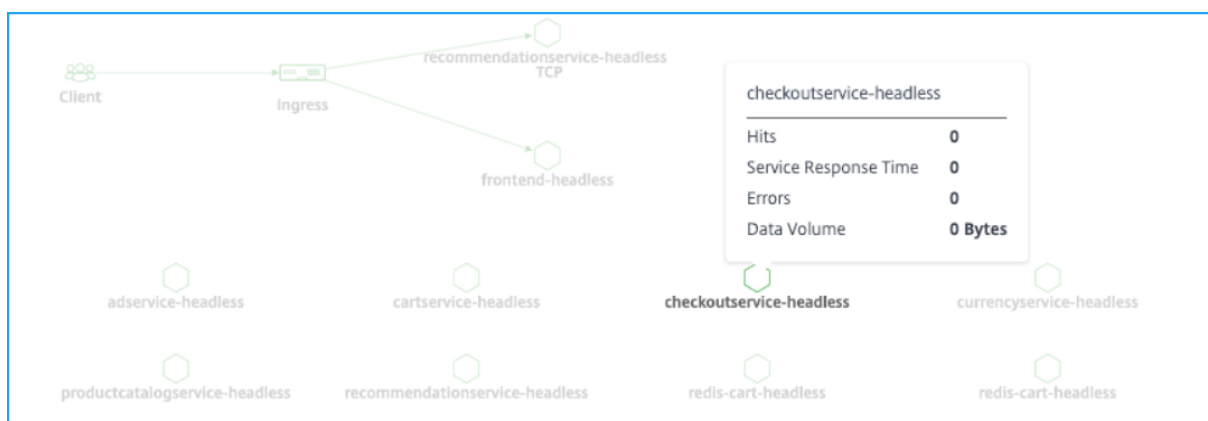 recommendationservice-headless
TCP
Client
Ingress
frontend-headless
checkoutservice-headless
Hits 0
Service Response Time 0
Errors 0
Data Volume 0 Bytes
adservice-headless
cartservice-headless
checkoutservice-headless
currencyservice-headless
productcatalogservice-headless
recommendationservice-headless
redis-cart-headless
redis-cart-headless